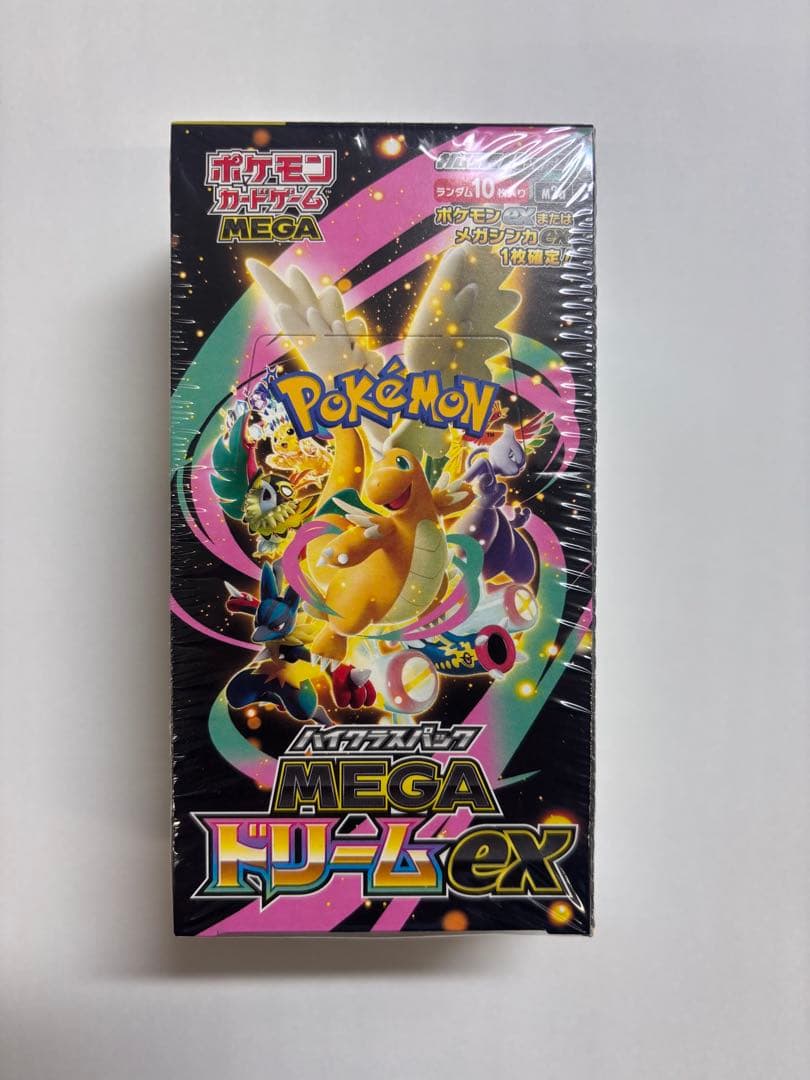 ポケモン
カードゲーム
MEGA
ランダム10枚入り
ポケモンexまたは
メガシンカex
1枚確定!
POKéMON
TM
ハイクラスパック
MEGA
ドリームex